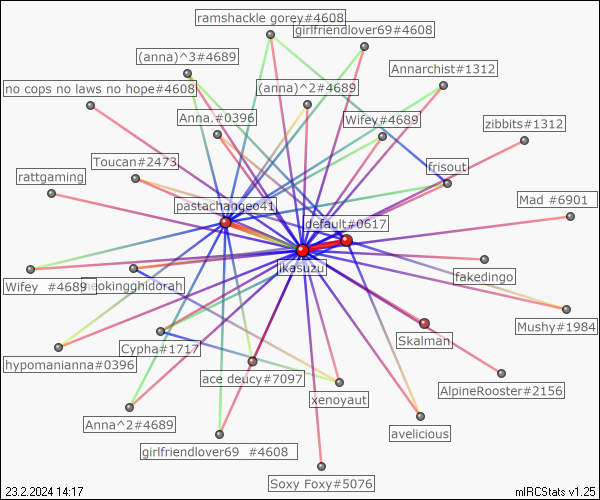 ramshackle gorey#4608
girlfriendlover69#4608
(anna)^3#4689
Annarchist#1312
no cops no laws no hope#4608
(anna)^2#4689
Anna.#0396
Wifey#4689
zibbits#1312
Toucan#2473
frisout
rattgaming
pastachangeo41
Mad #6901
default#0617
ikasuzu
fakedingo
Wifey  #4689
okingghidorah
Mushy#1984
Skalman
Cypha#1717
hypomanianna#0396
ace deucy#7097
AlpineRooster#2156
xenoyaut
Anna^2#4689
avelicious
girlfriendlover69  #4608
Soxy Foxy#5076
23.2.2024 14:17
mIRCStats v1.25